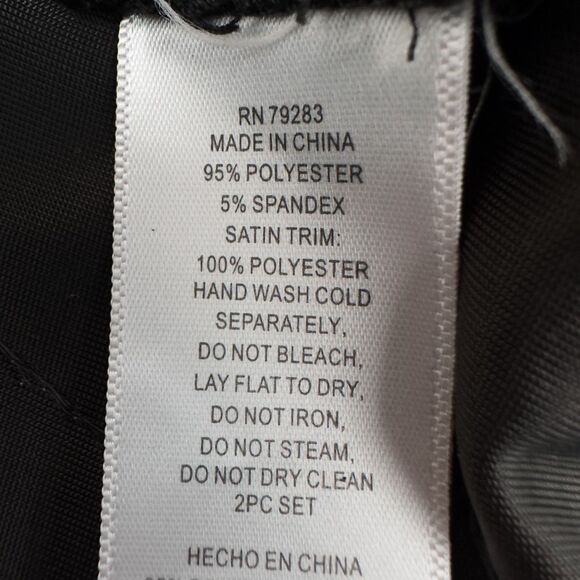 RN 79283
MADE IN CHINA
95% POLYESTER
5% SPANDEX
SATIN TRIM:
100% POLYESTER
HAND WASH COLD
SEPARATELY,
DO NOT BLEACH,
LAY FLAT TO DRY,
DO NOT IRON,
DO NOT STEAM,
DO NOT DRY CLEAN
2PC SET
HECHO EN CHINA